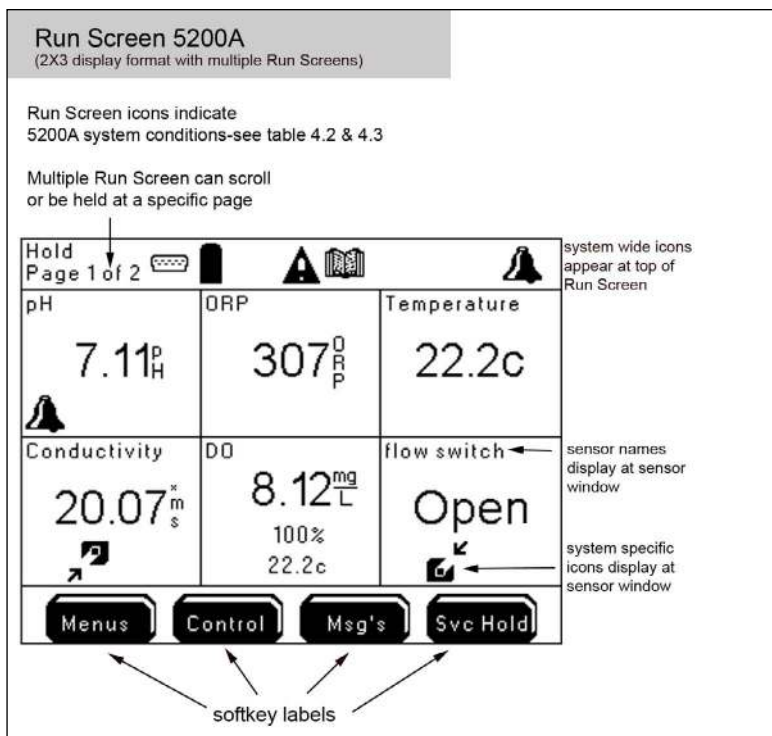 Run Screen 5200A
(2X3 display format with multiple Run Screens)
Run Screen icons indicate
5200A system conditions-see table 4.2 & 4.3
Multiple Run Screen can scroll
or be held at a specific page
Hold
Page 1 of 2
system wide icons
appear at top of
Run Screen
pH
7.11 PH
ORP
307 ORP
Temperature
22.2c
Conductivity
20.07 *ms
DO
8.12 mg/L
100%
22.2c
flow switch
Open
sensor names
display at sensor
window
system specific
icons display at
sensor window
Menus
Control
Msg's
Svc Hold
softkey labels